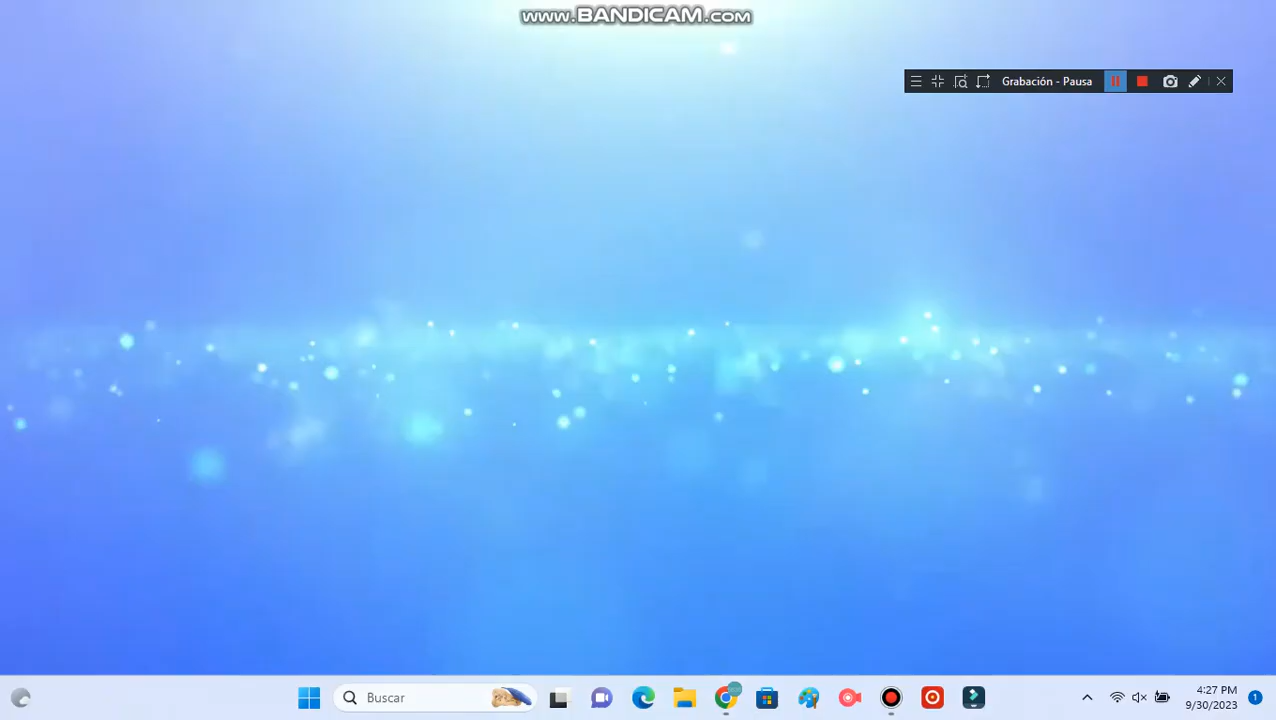 www.BANDICAM.COM
Grabación - Pausa
Buscar
4:27 PM
9/30/2023
1